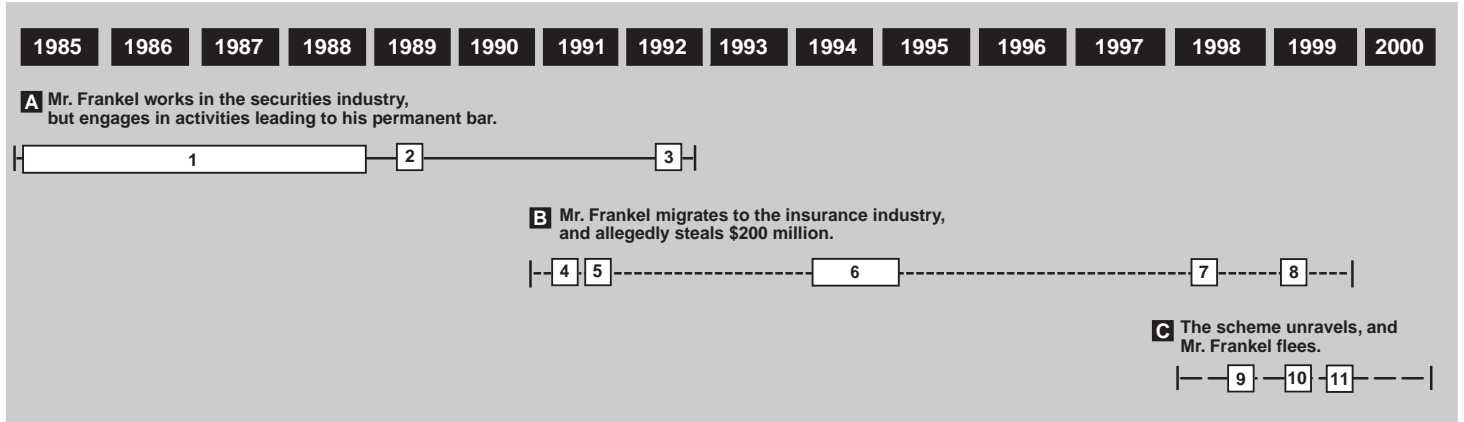 1985 1986 1987 1988 1989 1990 1991 1992 1993 1994 1995 1996 1997 1998 1999 2000
A Mr. Frankel works in the securities industry,
but engages in activities leading to his permanent bar.
1 2 3
B Mr. Frankel migrates to the insurance industry,
and allegedly steals $200 million.
4 5 6 7 8
C The scheme unravels, and
Mr. Frankel flees.
9 10 11